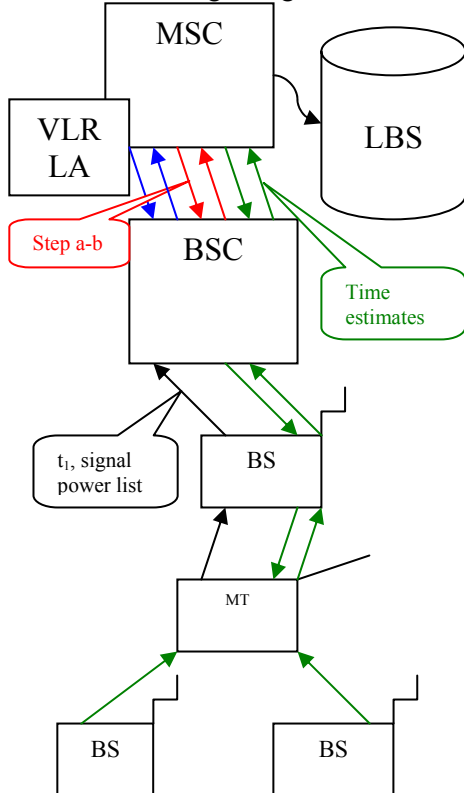 MSC
VLR
LA
LBS
Step a-b
BSC
Time
estimates
t₁, signal
power list
BS
MT
BS
BS